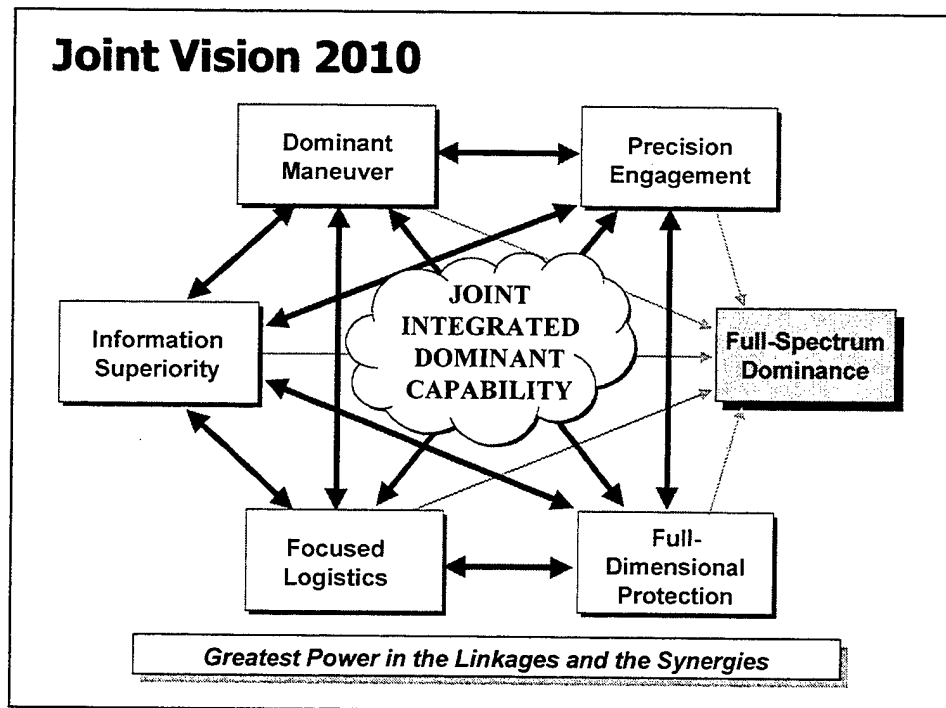 Joint Vision 2010
Dominant
Maneuver
Precision
Engagement
JOINT
INTEGRATED
DOMINANT
CAPABILITY
Information
Superiority
Full-Spectrum
Dominance
Focused
Logistics
Full-
Dimensional
Protection
Greatest Power in the Linkages and the Synergies